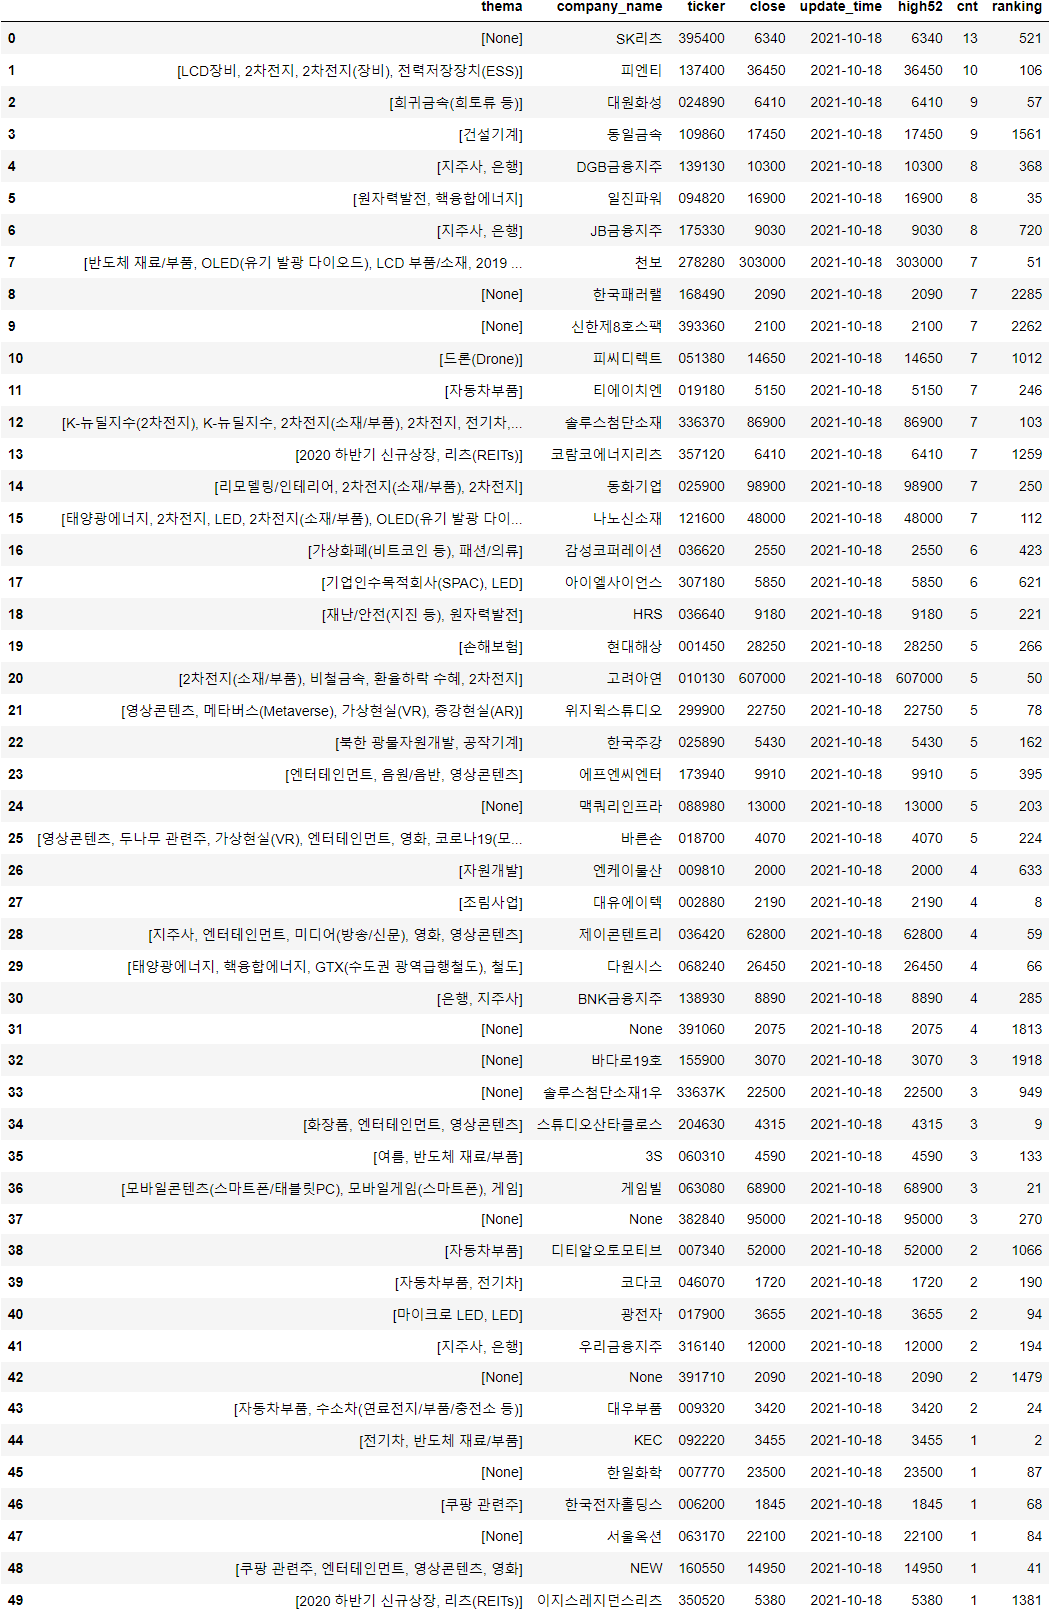 thema company_name ticker close update_time high52 cnt ranking
0 [None] SK리츠 395400 6340 2021-10-18 6340 13 521
1 [LCD장비, 2차전지, 2차전지(장비), 전력저장장치(ESS)] 피엔티 137400 36450 2021-10-18 36450 10 106
2 [희귀금속(희토류 등)] 대원화성 024890 6410 2021-10-18 6410 9 57
3 [건설기계] 동일금속 109860 17450 2021-10-18 17450 9 1561
4 [지주사, 은행] DGB금융지주 139130 10300 2021-10-18 10300 8 368
5 [원자력발전, 핵융합에너지] 일진파워 094820 16900 2021-10-18 16900 8 35
6 [지주사, 은행] JB금융지주 175330 9030 2021-10-18 9030 8 720
7 [반도체 재료/부품, OLED(유기 발광 다이오드), LCD 부품/소재, 2019 ... 천보 278280 303000 2021-10-18 303000 7 51
8 [None] 한국패러랠 168490 2090 2021-10-18 2090 7 2285
9 [None] 신한제8호스팩 393360 2100 2021-10-18 2100 7 2262
10 [드론(Drone)] 피씨디렉트 051380 14650 2021-10-18 14650 7 1012
11 [자동차부품] 티에이치엔 019180 5150 2021-10-18 5150 7 246
12 [K-뉴딜지수(2차전지), K-뉴딜지수, 2차전지(소재/부품), 2차전지, 전기차,... 솔루스첨단소재 336370 86900 2021-10-18 86900 7 103
13 [2020 하반기 신규상장, 리츠(REITs)] 코람코에너지리츠 357120 6410 2021-10-18 6410 7 1259
14 [리모델링/인테리어, 2차전지(소재/부품), 2차전지] 동화기업 025900 98900 2021-10-18 98900 7 250
15 [태양광에너지, 2차전지, LED, 2차전지(소재/부품), OLED(유기 발광 다이... 나노신소재 121600 48000 2021-10-18 48000 7 112
16 [가상화폐(비트코인 등), 패션/의류] 감성코퍼레이션 036620 2550 2021-10-18 2550 6 423
17 [기업인수목적회사(SPAC), LED] 아이엘사이언스 307180 5850 2021-10-18 5850 6 621
18 [재난/안전(지진 등), 원자력발전] HRS 036640 9180 2021-10-18 9180 5 221
19 [손해보험] 현대해상 001450 28250 2021-10-18 28250 5 266
20 [2차전지(소재/부품), 비철금속, 환율하락 수혜, 2차전지] 고려아연 010130 607000 2021-10-18 607000 5 50
21 [영상콘텐츠, 메타버스(Metaverse), 가상현실(VR), 증강현실(AR)] 위지윅스튜디오 299900 22750 2021-10-18 22750 5 78
22 [북한 광물자원개발, 공작기계] 한국주강 025890 5430 2021-10-18 5430 5 162
23 [엔터테인먼트, 음원/음반, 영상콘텐츠] 에프엔씨엔터 173940 9910 2021-10-18 9910 5 395
24 [None] 맥쿼리인프라 088980 13000 2021-10-18 13000 5 203
25 [영상콘텐츠, 두나무 관련주, 가상현실(VR), 엔터테인먼트, 영화, 코로나19(모... 바른손 018700 4070 2021-10-18 4070 5 224
26 [자원개발] 엔케이물산 009810 2000 2021-10-18 2000 4 633
27 [조림사업] 대유에이텍 002880 2190 2021-10-18 2190 4 8
28 [지주사, 엔터테인먼트, 미디어(방송/신문), 영화, 영상콘텐츠] 제이콘텐트리 036420 62800 2021-10-18 62800 4 59
29 [태양광에너지, 핵융합에너지, GTX(수도권 광역급행철도), 철도] 다원시스 068240 26450 2021-10-18 26450 4 66
30 [은행, 지주사] BNK금융지주 138930 8890 2021-10-18 8890 4 285
31 [None] None 391060 2075 2021-10-18 2075 4 1813
32 [None] 바다로19호 155900 3070 2021-10-18 3070 3 1918
33 [None] 솔루스첨단소재1우 33637K 22500 2021-10-18 22500 3 949
34 [화장품, 엔터테인먼트, 영상콘텐츠] 스튜디오산타클로스 204630 4315 2021-10-18 4315 3 9
35 [여름, 반도체 재료/부품] 3S 060310 4590 2021-10-18 4590 3 133
36 [모바일콘텐츠(스마트폰/태블릿PC), 모바일게임(스마트폰), 게임] 게임빌 063080 68900 2021-10-18 68900 3 21
37 [None] None 382840 95000 2021-10-18 95000 3 270
38 [자동차부품] 디티알오토모티브 007340 52000 2021-10-18 52000 2 1066
39 [자동차부품, 전기차] 코다코 046070 1720 2021-10-18 1720 2 190
40 [마이크로 LED, LED] 광전자 017900 3655 2021-10-18 3655 2 94
41 [지주사, 은행] 우리금융지주 316140 12000 2021-10-18 12000 2 194
42 [None] None 391710 2090 2021-10-18 2090 2 1479
43 [자동차부품, 수소차(연료전지/부품/충전소 등)] 대우부품 009320 3420 2021-10-18 3420 2 24
44 [전기차, 반도체 재료/부품] KEC 092220 3455 2021-10-18 3455 1 2
45 [None] 한일화학 007770 23500 2021-10-18 23500 1 87
46 [쿠팡 관련주] 한국전자홀딩스 006200 1845 2021-10-18 1845 1 68
47 [None] 서울옥션 063170 22100 2021-10-18 22100 1 84
48 [쿠팡 관련주, 엔터테인먼트, 영상콘텐츠, 영화] NEW 160550 14950 2021-10-18 14950 1 41
49 [2020 하반기 신규상장, 리츠(REITs)] 이지스레지던스리츠 350520 5380 2021-10-18 5380 1 1381